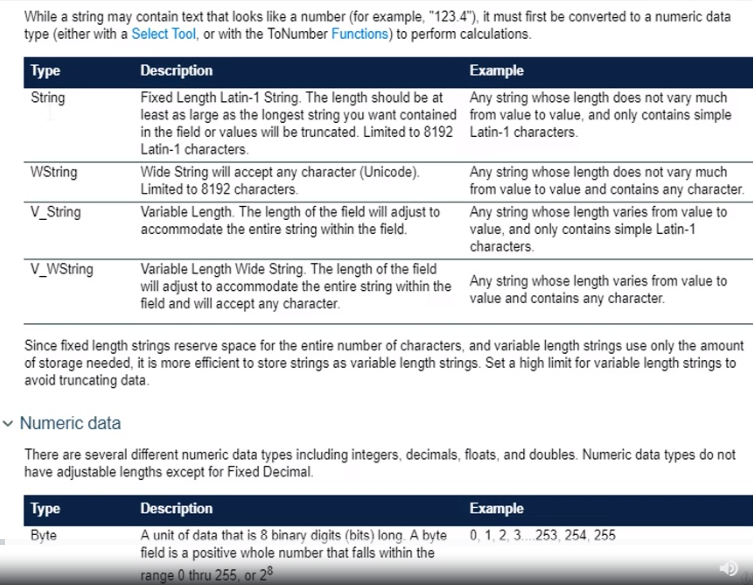 While a string may contain text that looks like a number (for example, "123.4"), it must first be converted to a numeric data
type (either with a Select Tool, or with the ToNumber Functions) to perform calculations.
Type Description Example
String Fixed Length Latin-1 String. The length should be at Any string whose length does not vary much
least as large as the longest string you want contained from value to value, and only contains simple
in the field or values will be truncated. Limited to 8192 Latin-1 characters.
Latin-1 characters.
WString Wide String will accept any character (Unicode). Any string whose length does not vary much
Limited to 8192 characters. from value to value and contains any character.
V_String Variable Length. The length of the field will adjust to Any string whose length varies from value to
accommodate the entire string within the field. value, and only contains simple Latin-1
characters.
V_WString Variable Length Wide String. The length of the field
will adjust to accommodate the entire string within the Any string whose length varies from value to
field and will accept any character. value and contains any character.
Since fixed length strings reserve space for the entire number of characters, and variable length strings use only the amount
of storage needed, it is more efficient to store strings as variable length strings. Set a high limit for variable length strings to
avoid truncating data.
Numeric data
There are several different numeric data types including integers, decimals, floats, and doubles. Numeric data types do not
have adjustable lengths except for Fixed Decimal.
Type Description Example
Byte A unit of data that is 8 binary digits (bits) long. A byte 0, 1, 2, 3....253, 254, 255
field is a positive whole number that falls within the
range 0 thru 255, or 2⁸